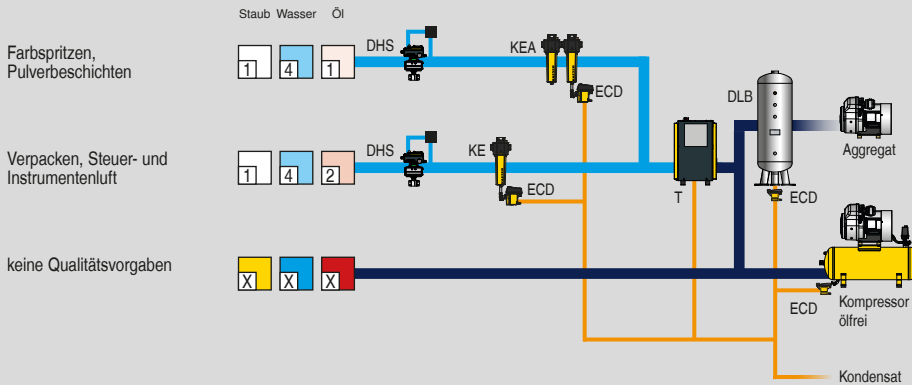 Staub Wasser Öl
Farbspritzen,
Pulverbeschichten
1 4 1
DHS
KEA
ECD
DLB
Aggregat
Verpacken, Steuer- und
Instrumentenluft
1 4 2
DHS
KE
ECD
T
ECD
keine Qualitätsvorgaben
X X X
ECD
Kompressor
ölfrei
Kondensat